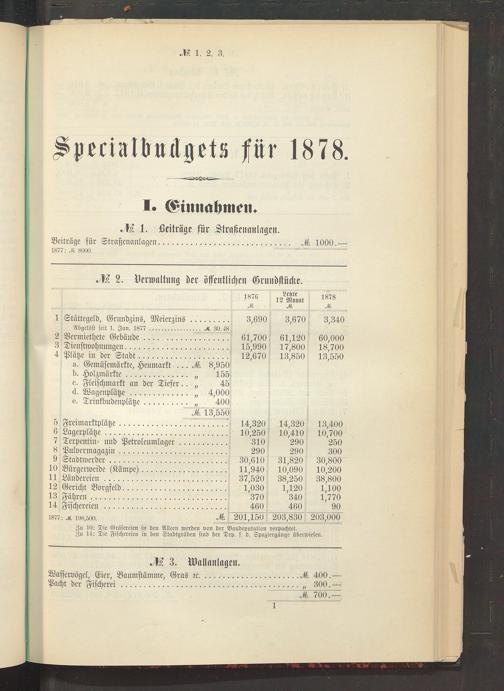 № 1. 2. 3.
Specialbudgets für 1878.
I. Einnahmen.
№ 1. Beiträge für Straßenanlagen.
Beiträge für Straßenanlagen ............ ℳ 1000.—
1877: ℳ 8000.
№ 2. Verwaltung der öffentlichen Grundstücke.
1876 ℳ Letzte 12 Monat ℳ 1878 ℳ
1 Stättegeld, Grundzins, Meierzins ......... 3,690 3,670 3,340
Abgelöst seit 1. Jan. 1877 ............... ℳ 30.48
2 Vermiethete Gebäude ......... 61,700 61,120 60,000
3 Dienstwohnungen ......... 15,990 17,800 18,700
4 Plätze in der Stadt ......... 12,670 13,850 13,550
a. Gemüsemärkte, Heumarkt ... ℳ 8,950
b. Holzmärkte ......... „ 155
c. Fleischmarkt an der Tiefer .. „ 45
d. Wagenplätze ......... „ 4,000
e. Trinkbudenplätze ......... „ 400
ℳ 13,550
5 Freimarktplätze ......... 14,320 14,320 13,400
6 Lagerplätze ......... 10,250 10,410 10,700
7 Terpentin- und Petroleumlager ......... 310 290 250
8 Pulvermagazin ......... 290 290 300
9 Stadtwerder ......... 30,610 31,820 30,800
10 Bürgerweide (Kämpe) ......... 11,940 10,090 10,200
11 Ländereien ......... 37,520 38,250 38,800
12 Gericht Borgfeld ......... 1,030 1,120 1,100
13 Fähren ......... 370 340 1,770
14 Fischereien ......... 460 460 90
1877: ℳ 198,500. ℳ 201,150 203,830 203,000
Zu 10: Die Gräsereien in den Alleen werden von der Baudeputation verpachtet.
Zu 14: Die Fischereien in den Stadtgräben sind der Dep. f. d. Spaziergänge überwiesen.
№ 3. Wallanlagen.
Wasservögel, Eier, Baumstämme, Gras ꝛc. ......... ℳ 400.—
Pacht der Fischerei ......... „ 300.—
ℳ 700.—
1